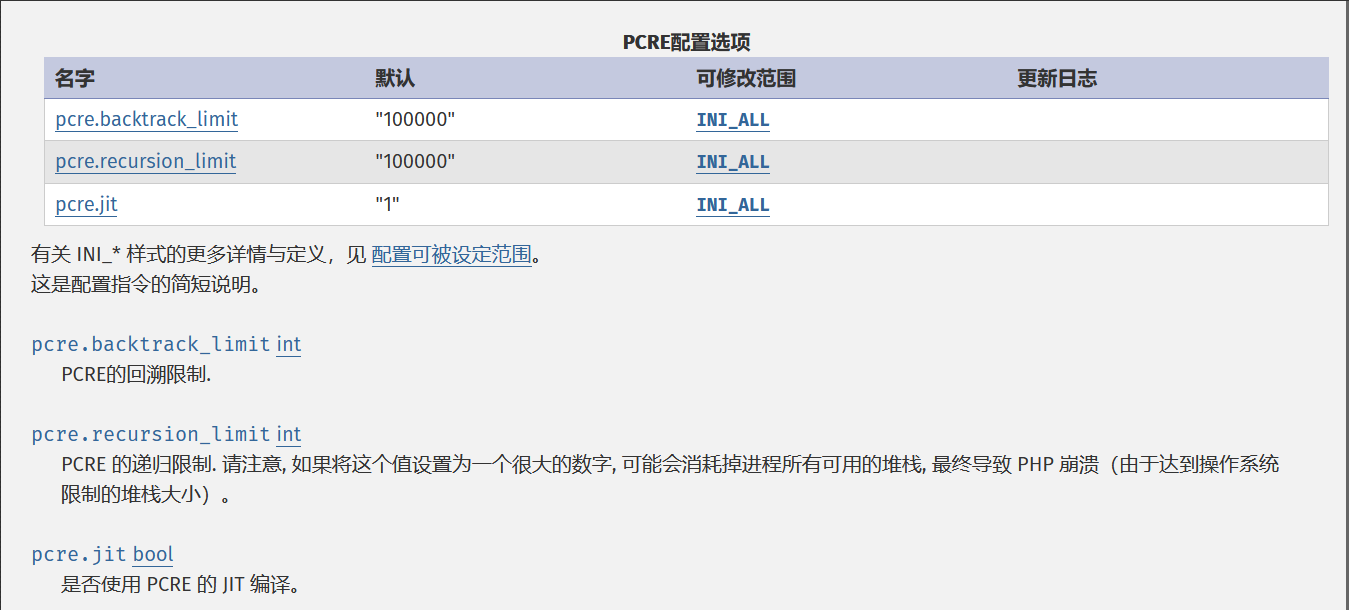 PCRE配置选项
名字 默认 可修改范围 更新日志
pcre.backtrack_limit "100000" INI_ALL
pcre.recursion_limit "100000" INI_ALL
pcre.jit "1" INI_ALL
有关 INI_* 样式的更多详情与定义，见 配置可被设定范围。
这是配置指令的简短说明。
pcre.backtrack_limit int
PCRE的回溯限制.
pcre.recursion_limit int
PCRE 的递归限制. 请注意, 如果将这个值设置为一个很大的数字, 可能会消耗掉进程所有可用的堆栈, 最终导致 PHP 崩溃（由于达到操作系统
限制的堆栈大小）。
pcre.jit bool
是否使用 PCRE 的 JIT 编译。